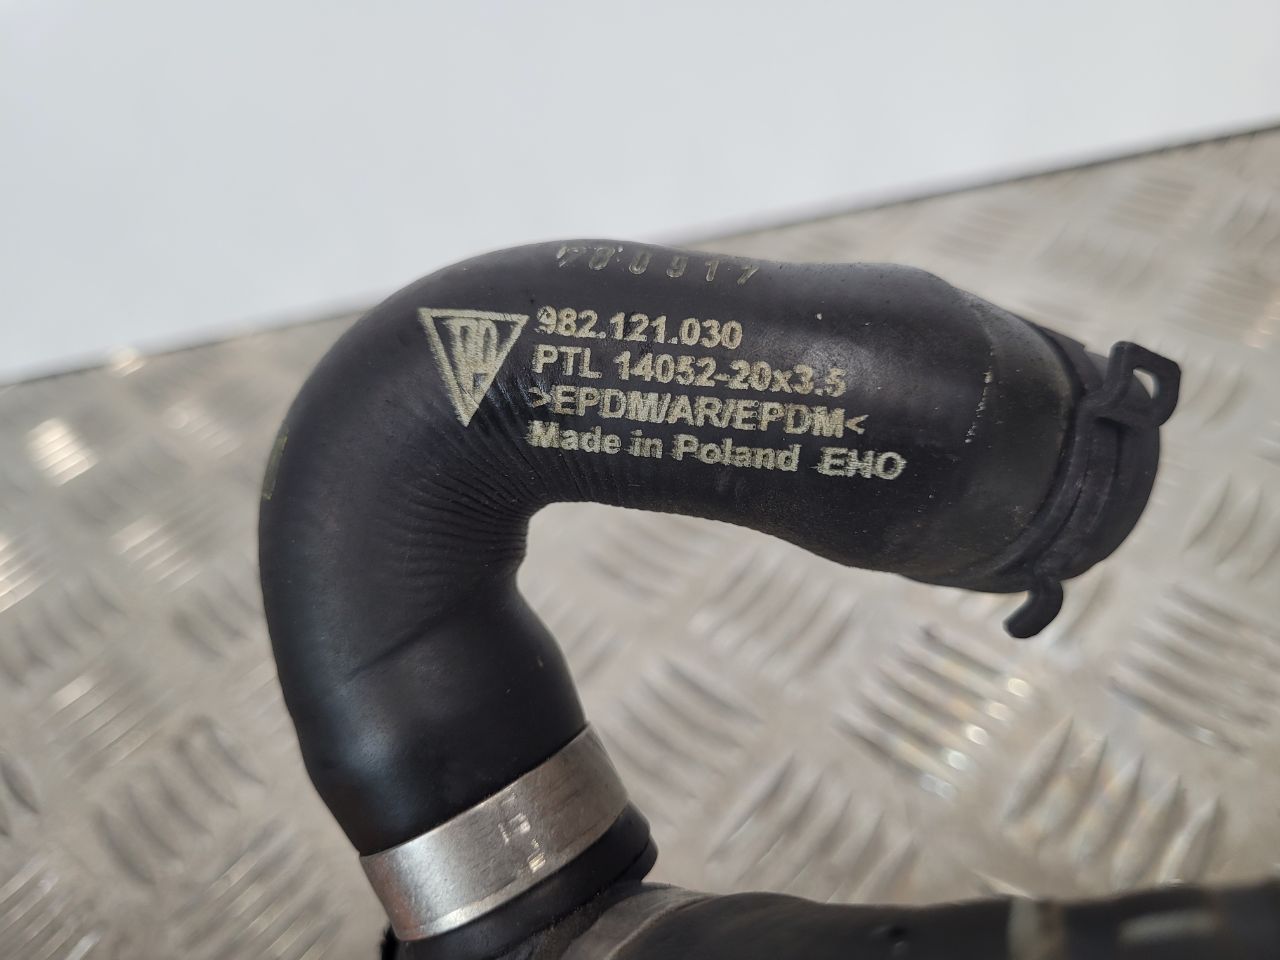 982.121.030
PTL 14052-20x3.5
>EPDM/AR/EPDM<
Made in Poland EHO